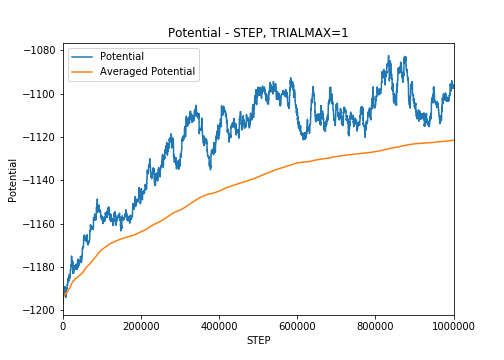 Potential - STEP, TRIALMAX=1
Potential
Averaged Potential
Potential
−1080
−1100
−1120
−1140
−1160
−1180
−1200
0
200000
400000
600000
800000
1000000
STEP